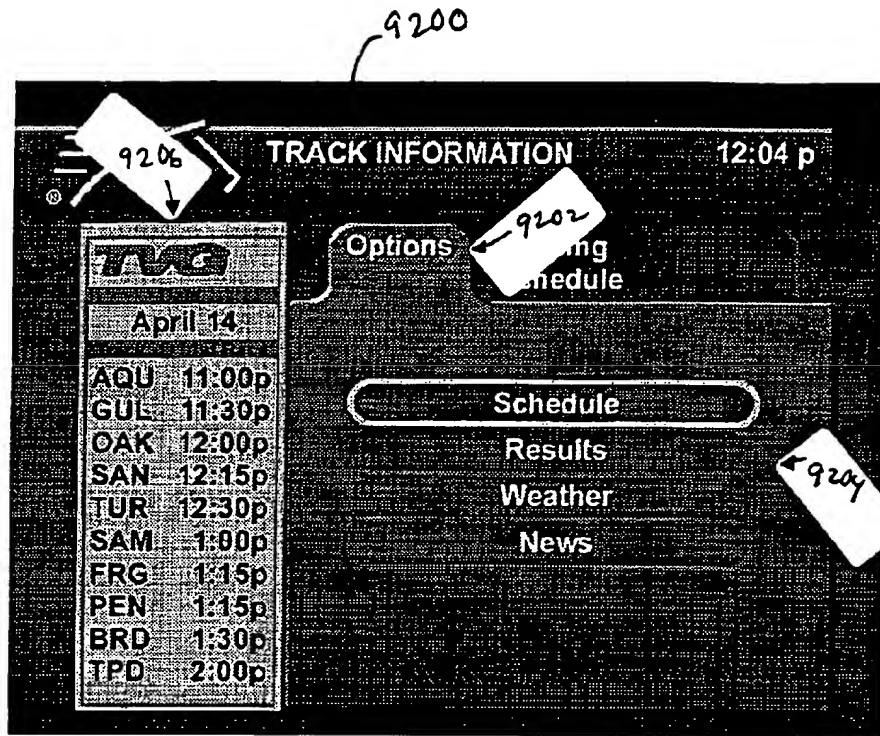 9200
9206
TRACK INFORMATION
12:04 p
®
9202
Options
hedule
TVG
April 14
AQU 11:00p
GUL 11:30p
OAK 12:00p
SAN 12:15p
TUR 12:30p
SAM 1:00p
FRG 1:15p
PEN 1:15p
BRD 1:30p
TPD 2:00p
Schedule
Results
Weather
News
9204